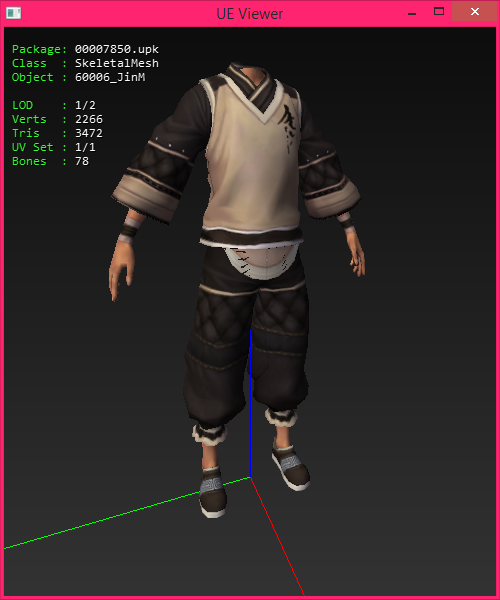 UE Viewer
Package: 00007850.upk
Class : SkeletalMesh
Object : 60006_JinM
LOD : 1/2
Verts : 2266
Tris : 3472
UV Set : 1/1
Bones : 78